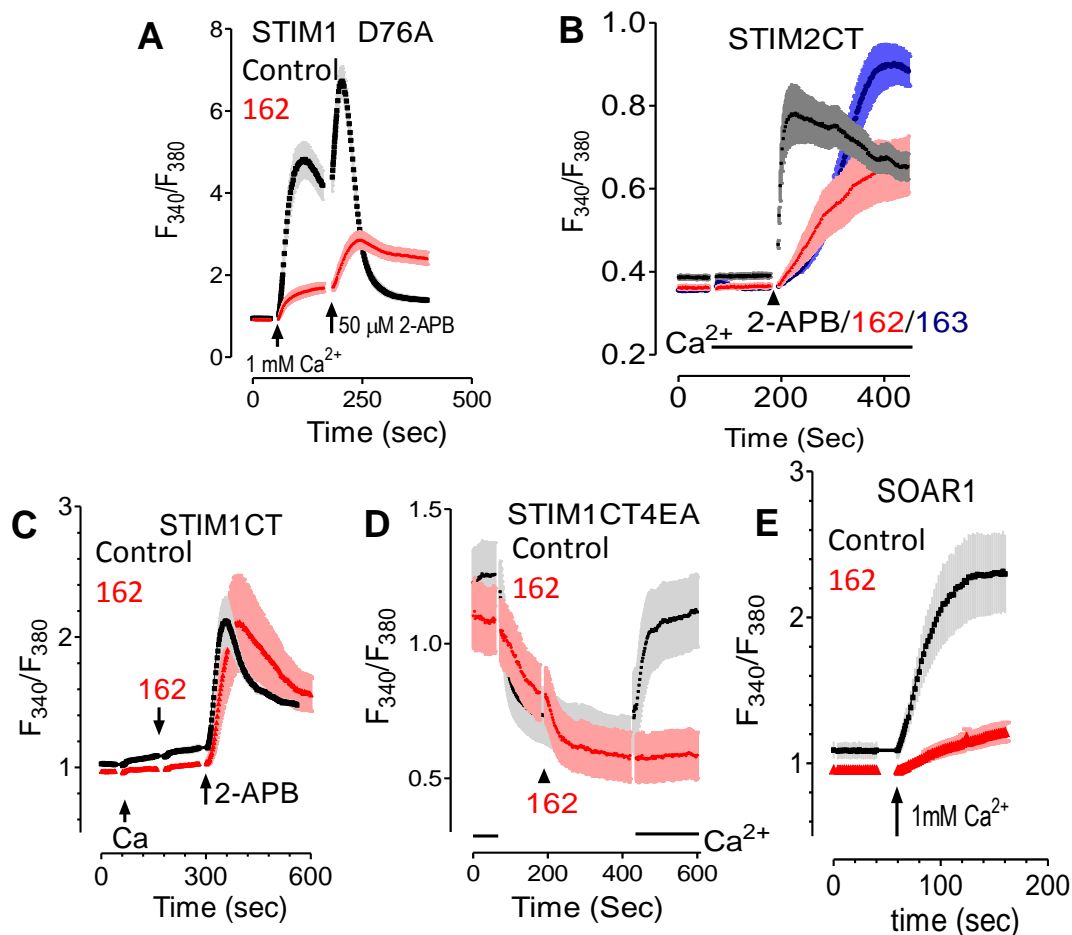 A
STIM1 D76A
Control
162
F340/F380
8
6
4
2
0
1 mM Ca²⁺
50 μM 2-APB
0
250
500
Time (sec)
B
STIM2CT
F340/F380
1.0
0.8
0.6
0.4
0.2
2-APB/162/163
Ca²⁺
0
200
400
Time (Sec)
C
STIM1CT
Control
162
F340/F380
3
2
1
162
2-APB
Ca
0
300
600
Time (sec)
D
STIM1CT4EA
Control
162
F340/F380
1.5
1.0
0.5
162
Ca²⁺
0
200
400
600
Time (Sec)
E
SOAR1
Control
162
F340/F380
3
2
1
1mM Ca²⁺
0
100
200
time (sec)